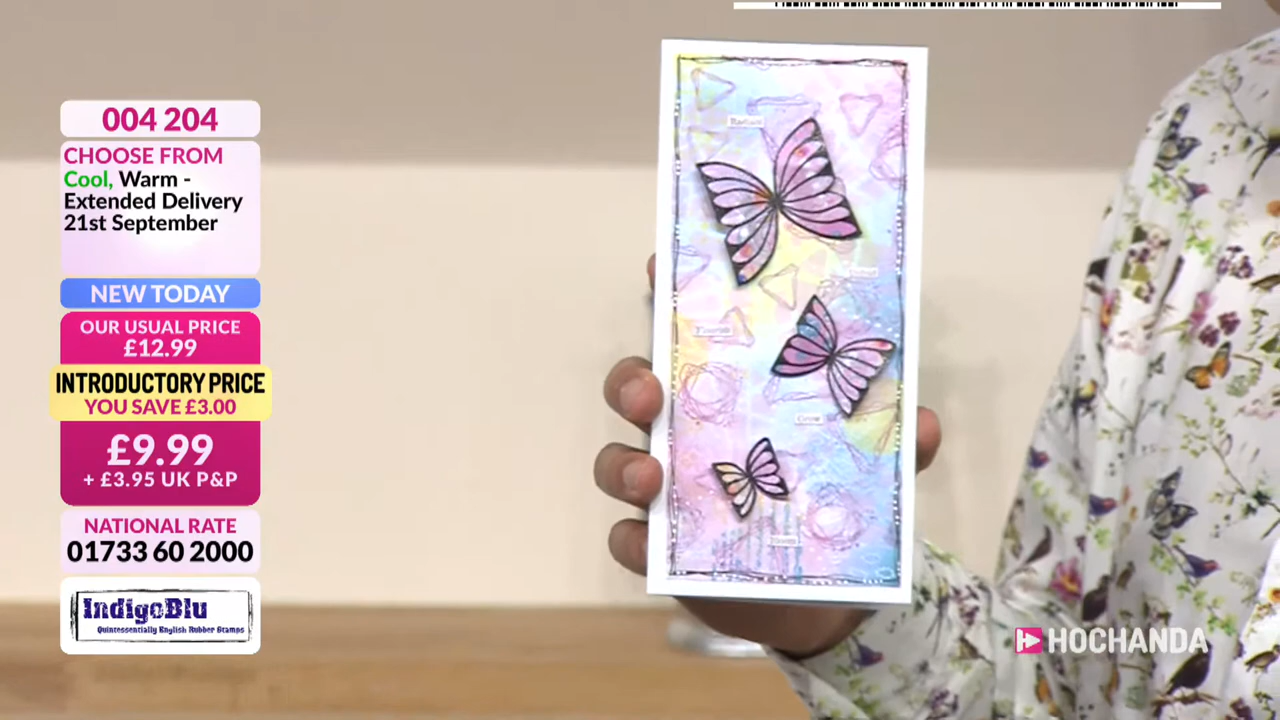 004 204
CHOOSE FROM
Cool, Warm -
Extended Delivery
21st September
NEW TODAY
OUR USUAL PRICE
£12.99
INTRODUCTORY PRICE
YOU SAVE £3.00
£9.99
+ £3.95 UK P&P
NATIONAL RATE
01733 60 2000
IndigoBlu
Quintessentially English Rubber Stamps
HOCHANDA